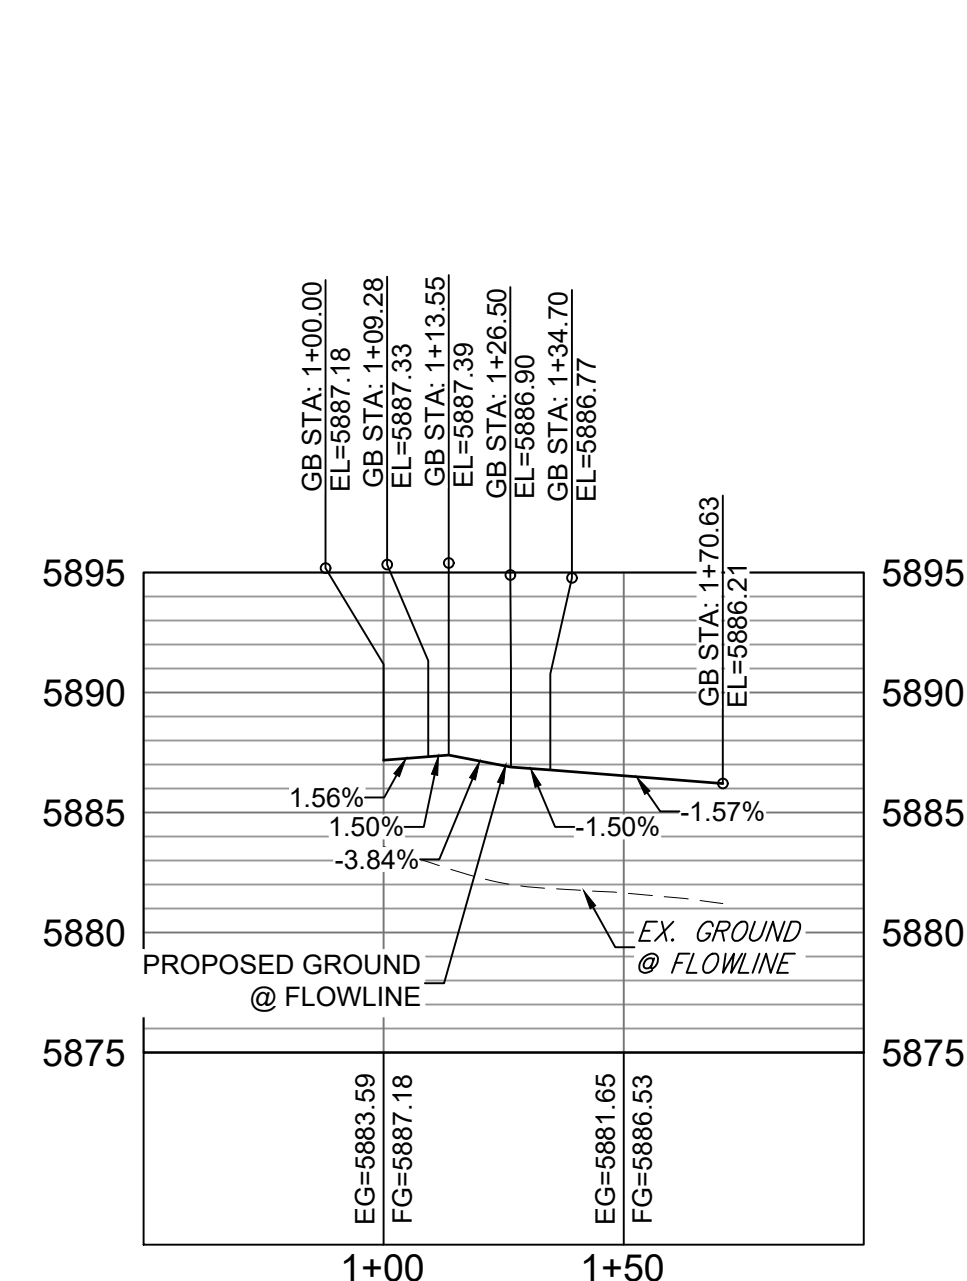 GB STA: 1+00.00
EL=5887.18
GB STA: 1+09.28
EL=5887.33
GB STA: 1+13.55
EL=5887.39
GB STA: 1+26.50
EL=5886.90
GB STA: 1+34.70
EL=5886.77
GB STA: 1+70.63
EL=5886.21
5895
5895
5890
5890
5885
5885
5880
5880
5875
5875
1.56%
1.50%
-3.84%
-1.50%
-1.57%
PROPOSED GROUND
@ FLOWLINE
EX. GROUND
@ FLOWLINE
EG=5883.59
FG=5887.18
EG=5881.65
FG=5886.53
1+00
1+50